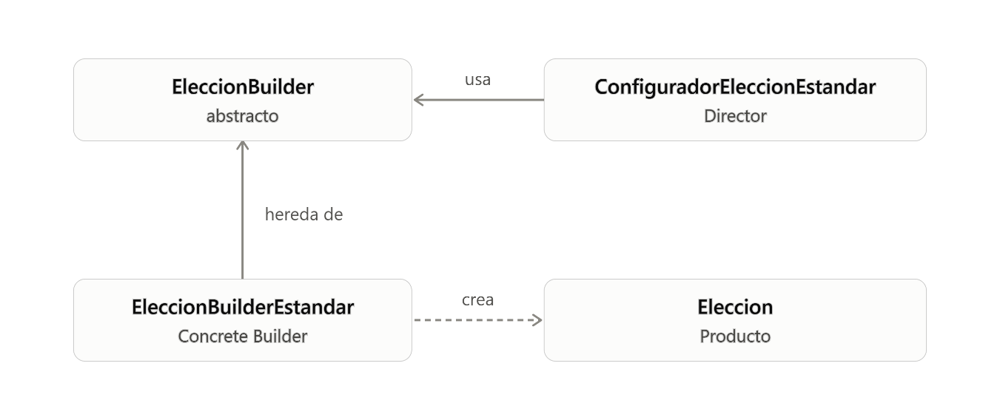 EleccionBuilder
abstracto
usa
ConfiguradorEleccionEstandar
Director
hereda de
EleccionBuilderEstandar
Concrete Builder
crea
Eleccion
Producto